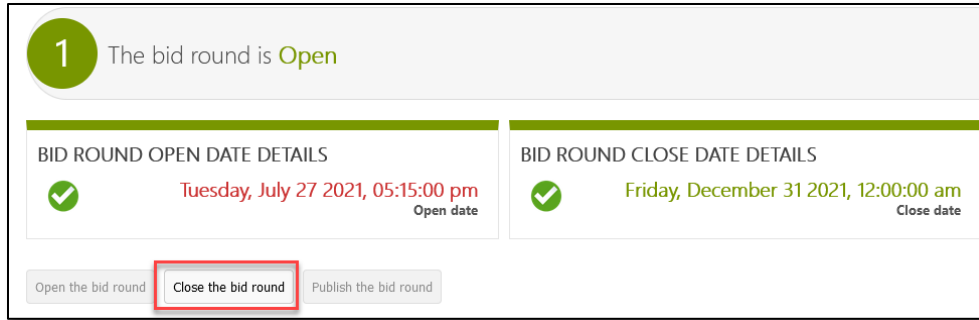 1
The bid round is Open
BID ROUND OPEN DATE DETAILS
Tuesday, July 27 2021, 05:15:00 pm
Open date
BID ROUND CLOSE DATE DETAILS
Friday, December 31 2021, 12:00:00 am
Close date
Open the bid round Close the bid round Publish the bid round